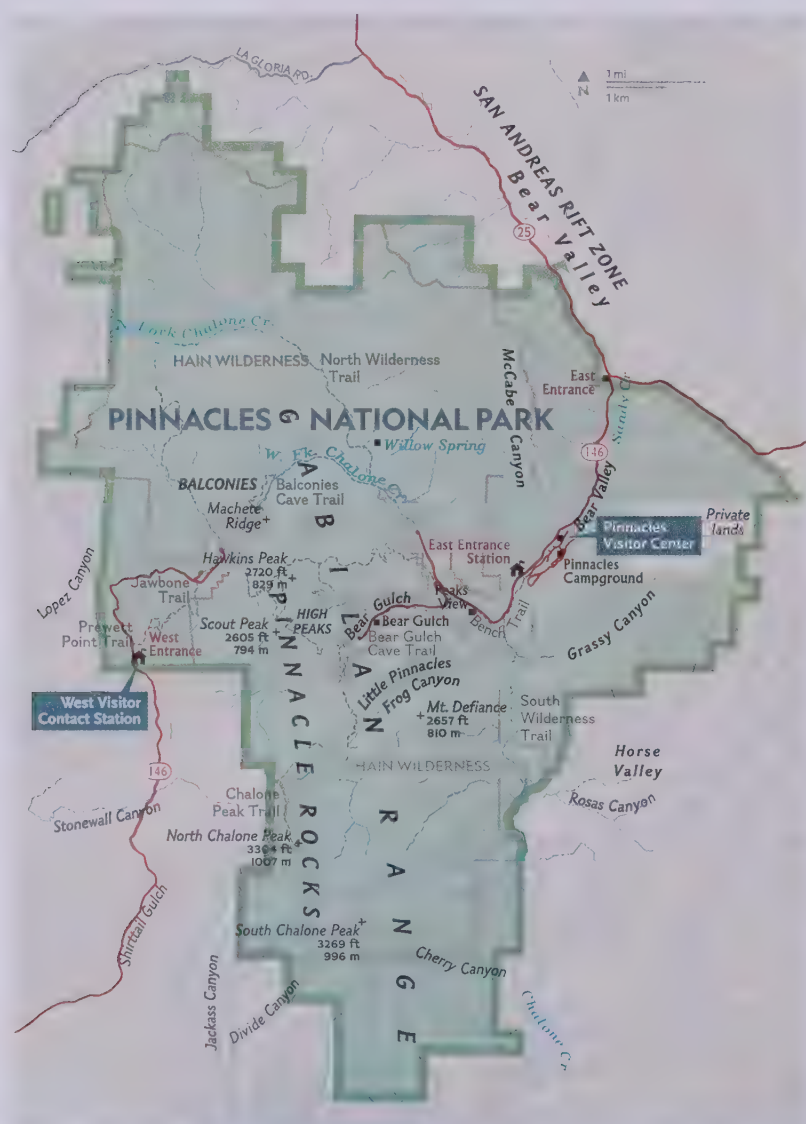 LA GLORIA RD.
1 mi
N
1 km
SAN ANDREAS RIFT ZONE
Bear Valley
25
Lock Chalone Cr.
HAIN WILDERNESS
North Wilderness
Trail
McCabe Canyon
East
Entrance
Sandy Cr.
PINNACLES NATIONAL PARK
GABILAN RANGE
Willow Spring
W. Fk. Chalone Cr.
146
BALCONIES
Balconies
Cave Trail
Machete
Ridge
Bear Valley
Pinnacles
Visitor Center
Private
lands
East Entrance
Station
Pinnacles
Campground
Hawkins Peak
2720 ft
829 m
Lopez Canyon
Jawbone
Trail
Peaks
View
Bench Trail
Grassy Canyon
PINNACLE ROCKS
HIGH
PEAKS
Bear Gulch
Bear Gulch
Bear Gulch
Cave Trail
Scout Peak
2605 ft
794 m
Prewett
Point Trail
West
Entrance
West Visitor
Contact Station
Little Pinnacles
Frog Canyon
Mt. Defiance
2657 ft
810 m
South
Wilderness
Trail
HAIN WILDERNESS
Horse
Valley
Rosas Canyon
146
Stonewall Canyon
Chalone
Peak Trail
North Chalone Peak
3304 ft
1007 m
Shirttail Gulch
South Chalone Peak
3269 ft
996 m
Cherry Canyon
Jackass Canyon
Divide Canyon
Chalone Cr.